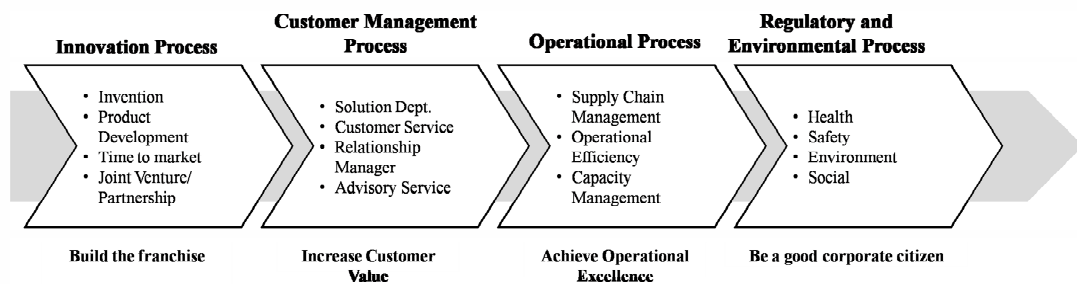 Innovation Process
• Invention
• Product
Development
• Time to market
• Joint Venture/
Partnership
Build the franchise
Customer Management
Process
• Solution Dept.
• Customer Service
• Relationship
Manager
• Advisory Service
Increase Customer
Value
Operational Process
• Supply Chain
Management
• Operational
Efficiency
• Capacity
Management
Achieve Operational
Excellence
Regulatory and
Environmental Process
• Health
• Safety
• Environment
• Social
Be a good corporate citizen